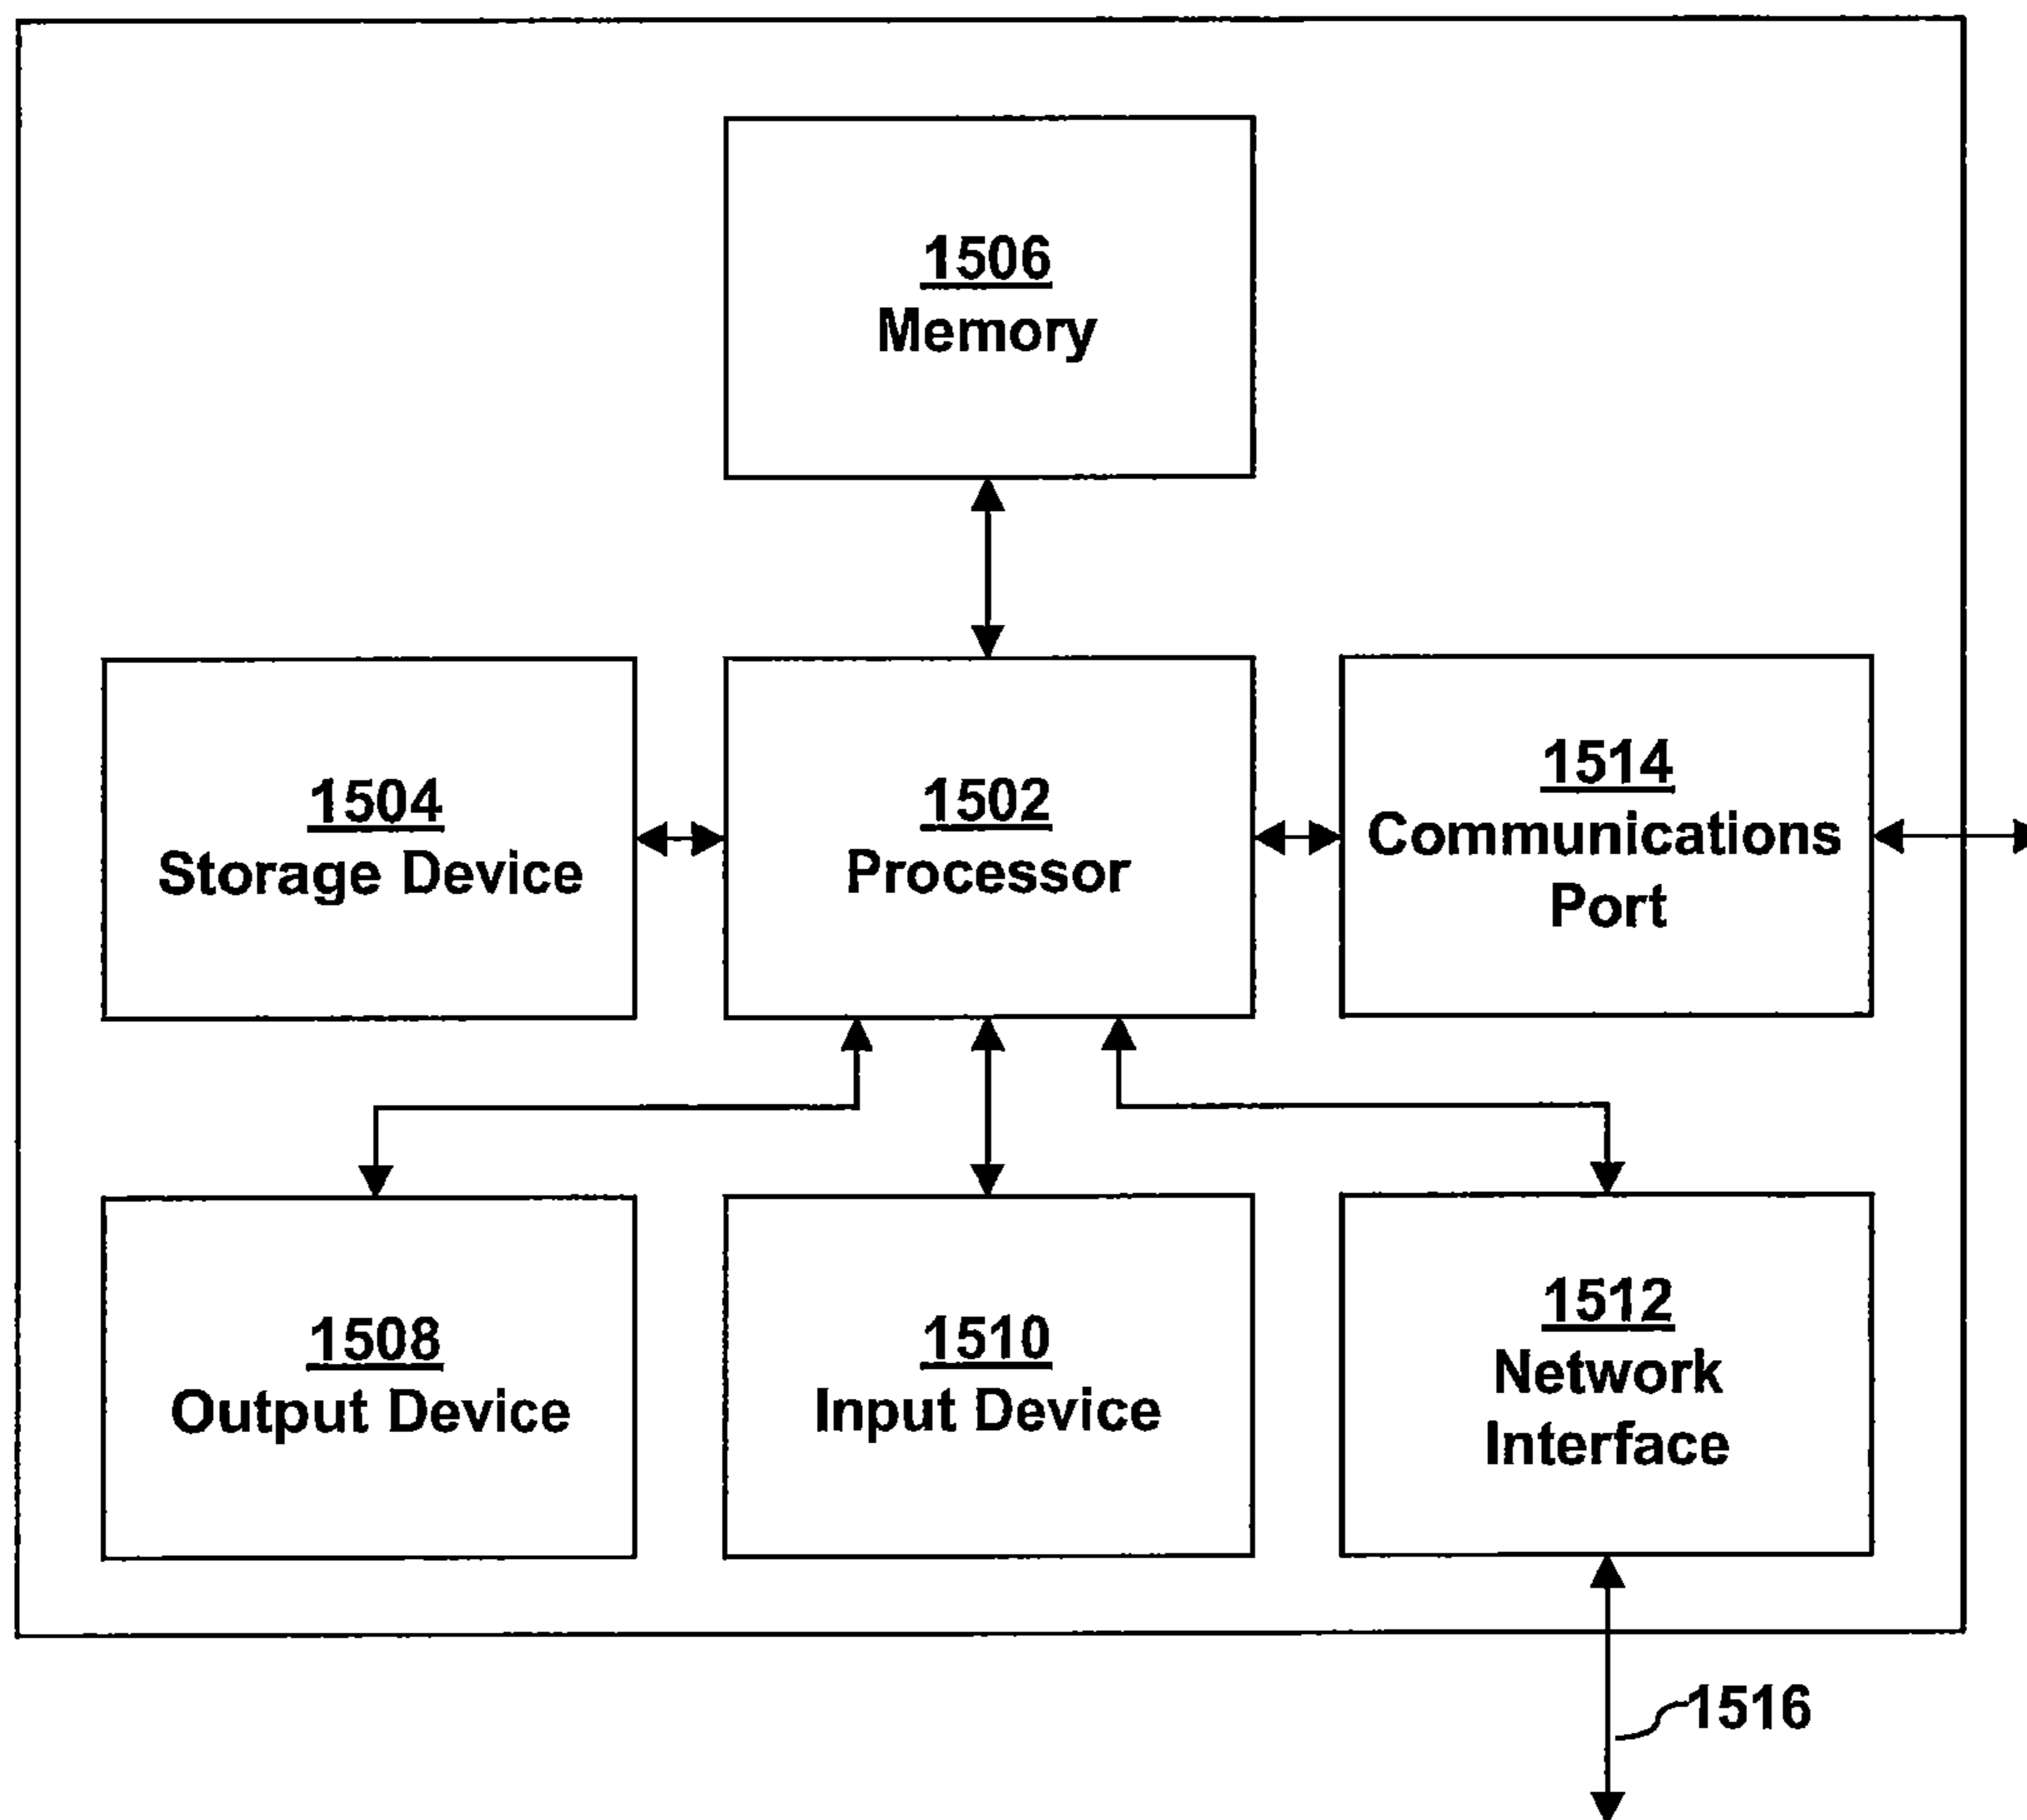 1506
Memory
1504
Storage Device
1502
Processor
1514
Communications
Port
1508
Output Device
1510
Input Device
1512
Network
Interface
1516